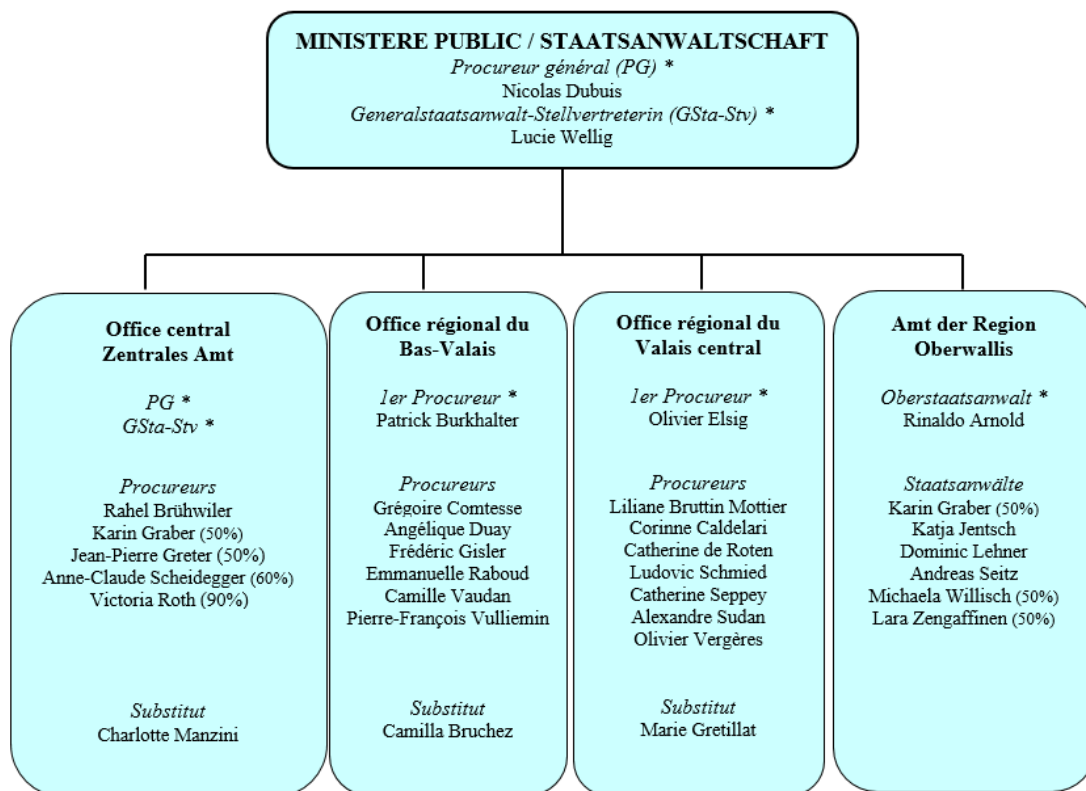 MINISTERE PUBLIC / STAATSANWALTSCHAFT
Procureur général (PG) *
Nicolas Dubuis
Generalstaatsanwalt-Stellvertreterin (GSta-Stv) *
Lucie Wellig
Office central
Zentrales Amt
PG *
GSta-Stv *
Procureurs
Rahel Brühwiler
Karin Graber (50%)
Jean-Pierre Greter (50%)
Anne-Claude Scheidegger (60%)
Victoria Roth (90%)
Substitut
Charlotte Manzini
Office régional du
Bas-Valais
1er Procureur *
Patrick Burkhalter
Procureurs
Grégoire Comtesse
Angélique Duay
Frédéric Gisler
Emmanuelle Raboud
Camille Vaudan
Pierre-François Vulliemin
Substitut
Camilla Bruchez
Office régional du
Valais central
1er Procureur *
Olivier Elsig
Procureurs
Liliane Bruttin Mottier
Corinne Caldelari
Catherine de Roten
Ludovic Schmied
Catherine Seppey
Alexandre Sudan
Olivier Vergères
Substitut
Marie Gretillat
Amt der Region
Oberwallis
Oberstaatsanwalt *
Rinaldo Arnold
Staatsanwälte
Karin Graber (50%)
Katja Jentsch
Dominic Lehner
Andreas Seitz
Michaela Willisch (50%)
Lara Zengaffinen (50%)